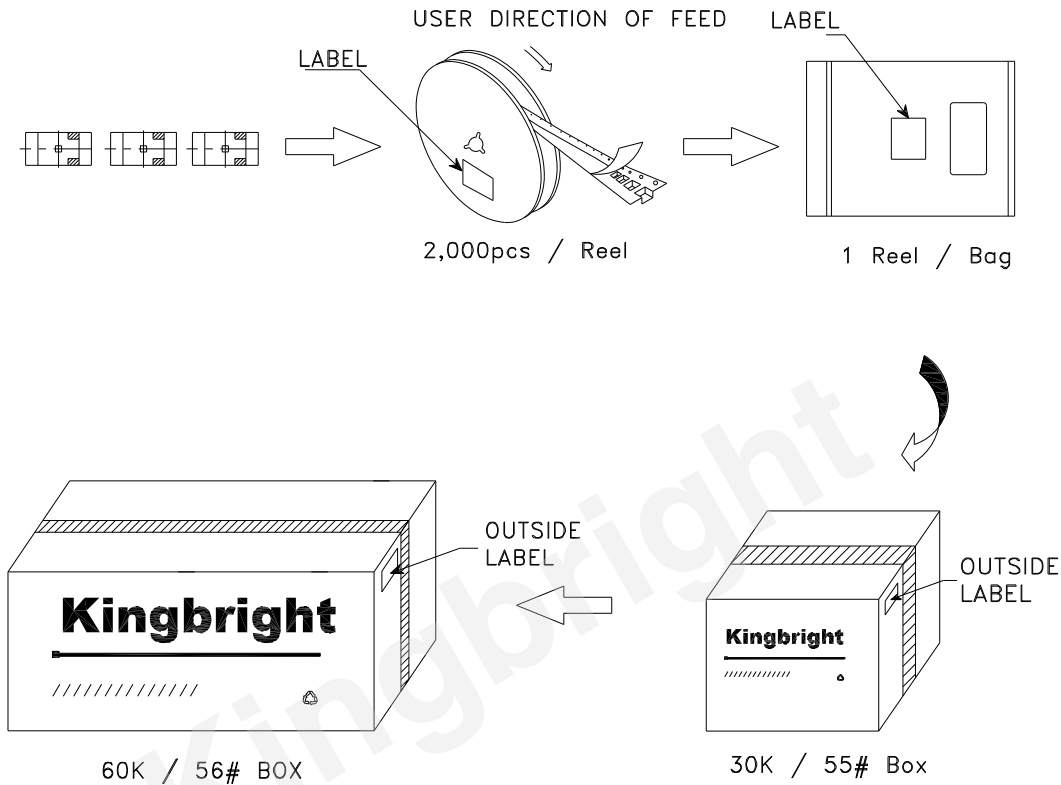 USER DIRECTION OF FEED
LABEL
LABEL
2,000pcs / Reel
1 Reel / Bag
OUTSIDE
LABEL
OUTSIDE
LABEL
Kingbright
Kingbright
60K / 56# BOX
30K / 55# Box
Kingbright